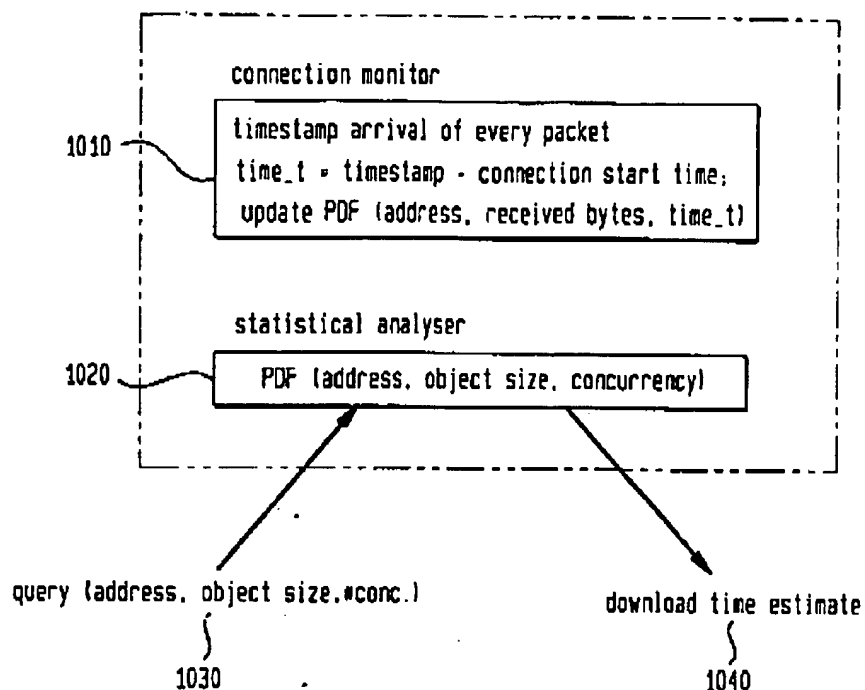 connection monitor
1010
timestamp arrival of every packet
time_t = timestamp - connection start time;
update PDF (address, received bytes, time_t)
statistical analyser
1020
PDF (address, object size, concurrency)
query (address, object size,#conc.)
download time estimate
1030
1040